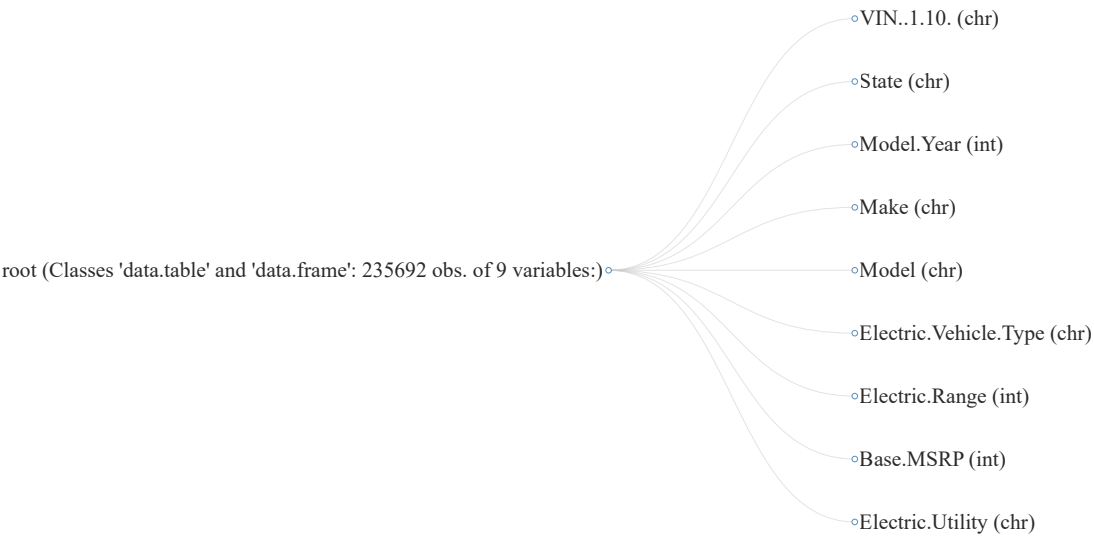 VIN..1.10. (chr)
State (chr)
Model.Year (int)
Make (chr)
root (Classes 'data.table' and 'data.frame': 235692 obs. of 9 variables:)
Model (chr)
Electric.Vehicle.Type (chr)
Electric.Range (int)
Base.MSRP (int)
Electric.Utility (chr)